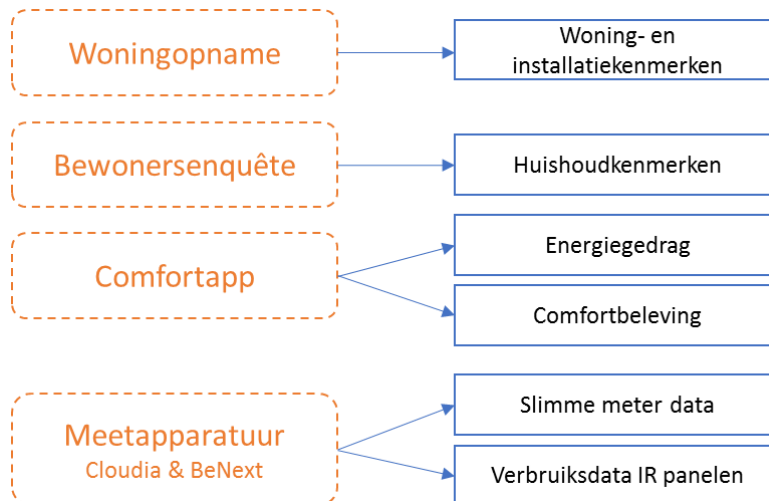 Woningopname
Woning- en
installatiekenmerken
Bewonersenquête
Huishoudkenmerken
Comfortapp
Energiegedrag
Comfortbeleving
Meetapparatuur
Cloudia & BeNext
Slimme meter data
Verbruiksdata IR panelen